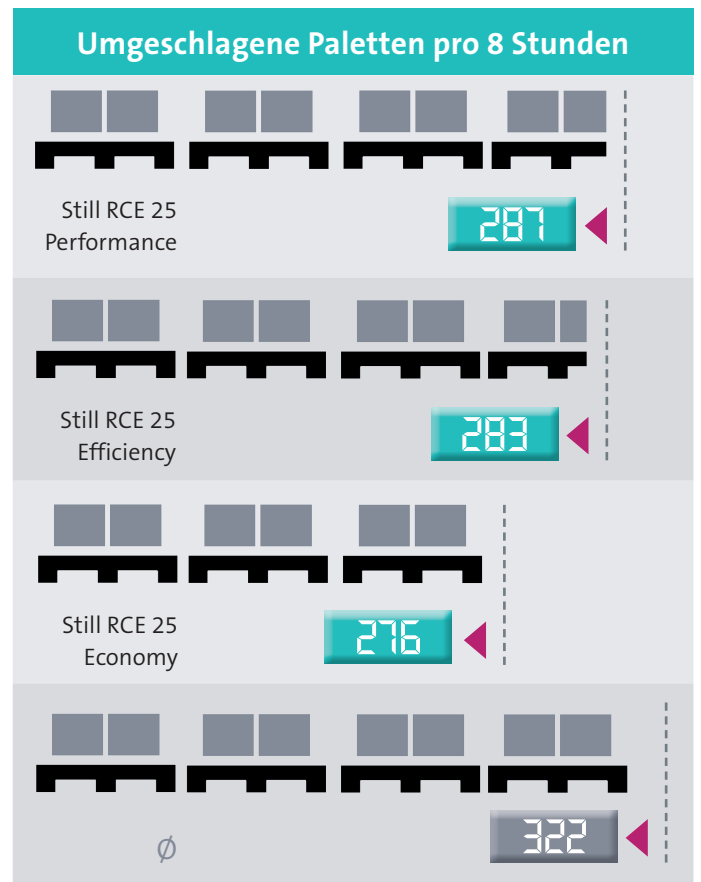 Umgeschlagene Paletten pro 8 Stunden
Still RCE 25
Performance
287
Still RCE 25
Efficiency
283
Still RCE 25
Economy
276
Ø
322